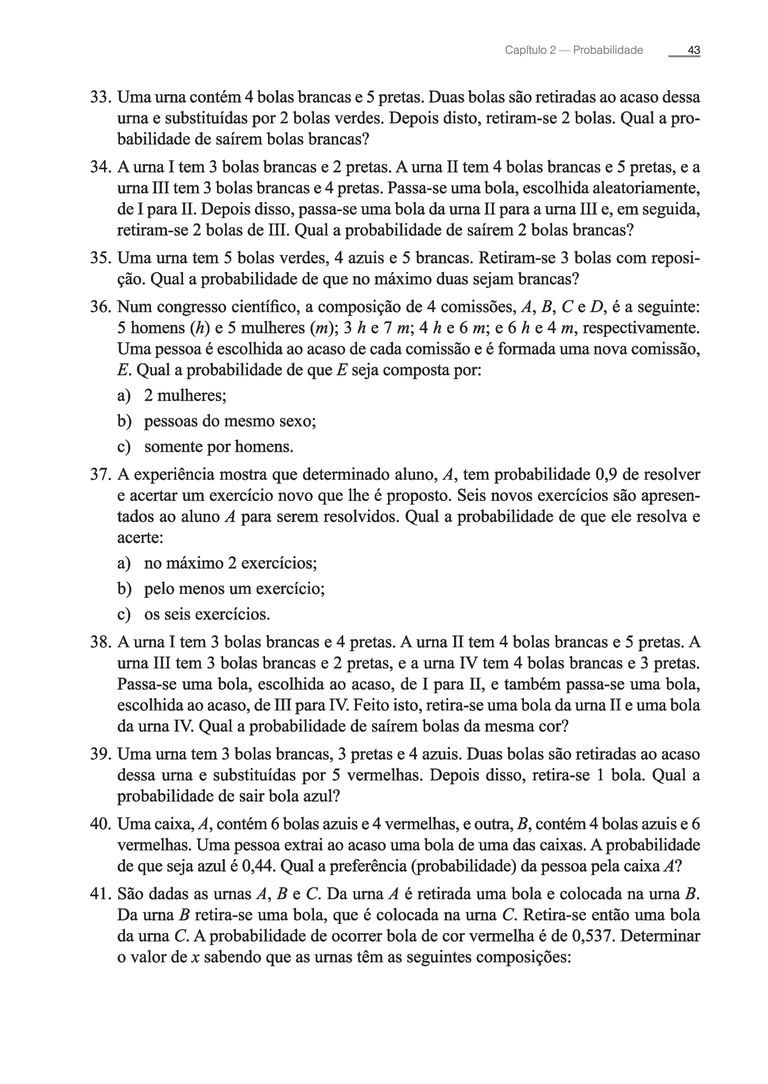 Capítulo 2 — Probabilidade 43
33. Uma urna contém 4 bolas brancas e 5 pretas. Duas bolas são retiradas ao acaso dessa
urna e substituídas por 2 bolas verdes. Depois disto, retiram-se 2 bolas. Qual a pro-
babilidade de saírem bolas brancas?
34. A urna I tem 3 bolas brancas e 2 pretas. A urna II tem 4 bolas brancas e 5 pretas, e a
urna III tem 3 bolas brancas e 4 pretas. Passa-se uma bola, escolhida aleatoriamente,
de I para II. Depois disso, passa-se uma bola da urna II para a urna III e, em seguida,
retiram-se 2 bolas de III. Qual a probabilidade de saírem 2 bolas brancas?
35. Uma urna tem 5 bolas verdes, 4 azuis e 5 brancas. Retiram-se 3 bolas com reposi-
ção. Qual a probabilidade de que no máximo duas sejam brancas?
36. Num congresso científico, a composição de 4 comissões, A, B, C e D, é a seguinte:
5 homens (h) e 5 mulheres (m); 3 h e 7 m; 4 h e 6 m; e 6 h e 4 m, respectivamente.
Uma pessoa é escolhida ao acaso de cada comissão e é formada uma nova comissão,
E. Qual a probabilidade de que E seja composta por:
a) 2 mulheres;
b) pessoas do mesmo sexo;
c) somente por homens.
37. A experiência mostra que determinado aluno, A, tem probabilidade 0,9 de resolver
e acertar um exercício novo que lhe é proposto. Seis novos exercícios são apresen-
tados ao aluno A para serem resolvidos. Qual a probabilidade de que ele resolva e
acerte:
a) no máximo 2 exercícios;
b) pelo menos um exercício;
c) os seis exercícios.
38. A urna I tem 3 bolas brancas e 4 pretas. A urna II tem 4 bolas brancas e 5 pretas. A
urna III tem 3 bolas brancas e 2 pretas, e a urna IV tem 4 bolas brancas e 3 pretas.
Passa-se uma bola, escolhida ao acaso, de I para II, e também passa-se uma bola,
escolhida ao acaso, de III para IV. Feito isto, retira-se uma bola da urna II e uma bola
da urna IV. Qual a probabilidade de saírem bolas da mesma cor?
39. Uma urna tem 3 bolas brancas, 3 pretas e 4 azuis. Duas bolas são retiradas ao acaso
dessa urna e substituídas por 5 vermelhas. Depois disso, retira-se 1 bola. Qual a
probabilidade de sair bola azul?
40. Uma caixa, A, contém 6 bolas azuis e 4 vermelhas, e outra, B, contém 4 bolas azuis e 6
vermelhas. Uma pessoa extrai ao acaso uma bola de uma das caixas. A probabilidade
de que seja azul é 0,44. Qual a preferência (probabilidade) da pessoa pela caixa A?
41. São dadas as urnas A, B e C. Da urna A é retirada uma bola e colocada na urna B.
Da urna B retira-se uma bola, que é colocada na urna C. Retira-se então uma bola
da urna C. A probabilidade de ocorrer bola de cor vermelha é de 0,537. Determinar
o valor de x sabendo que as urnas têm as seguintes composições: